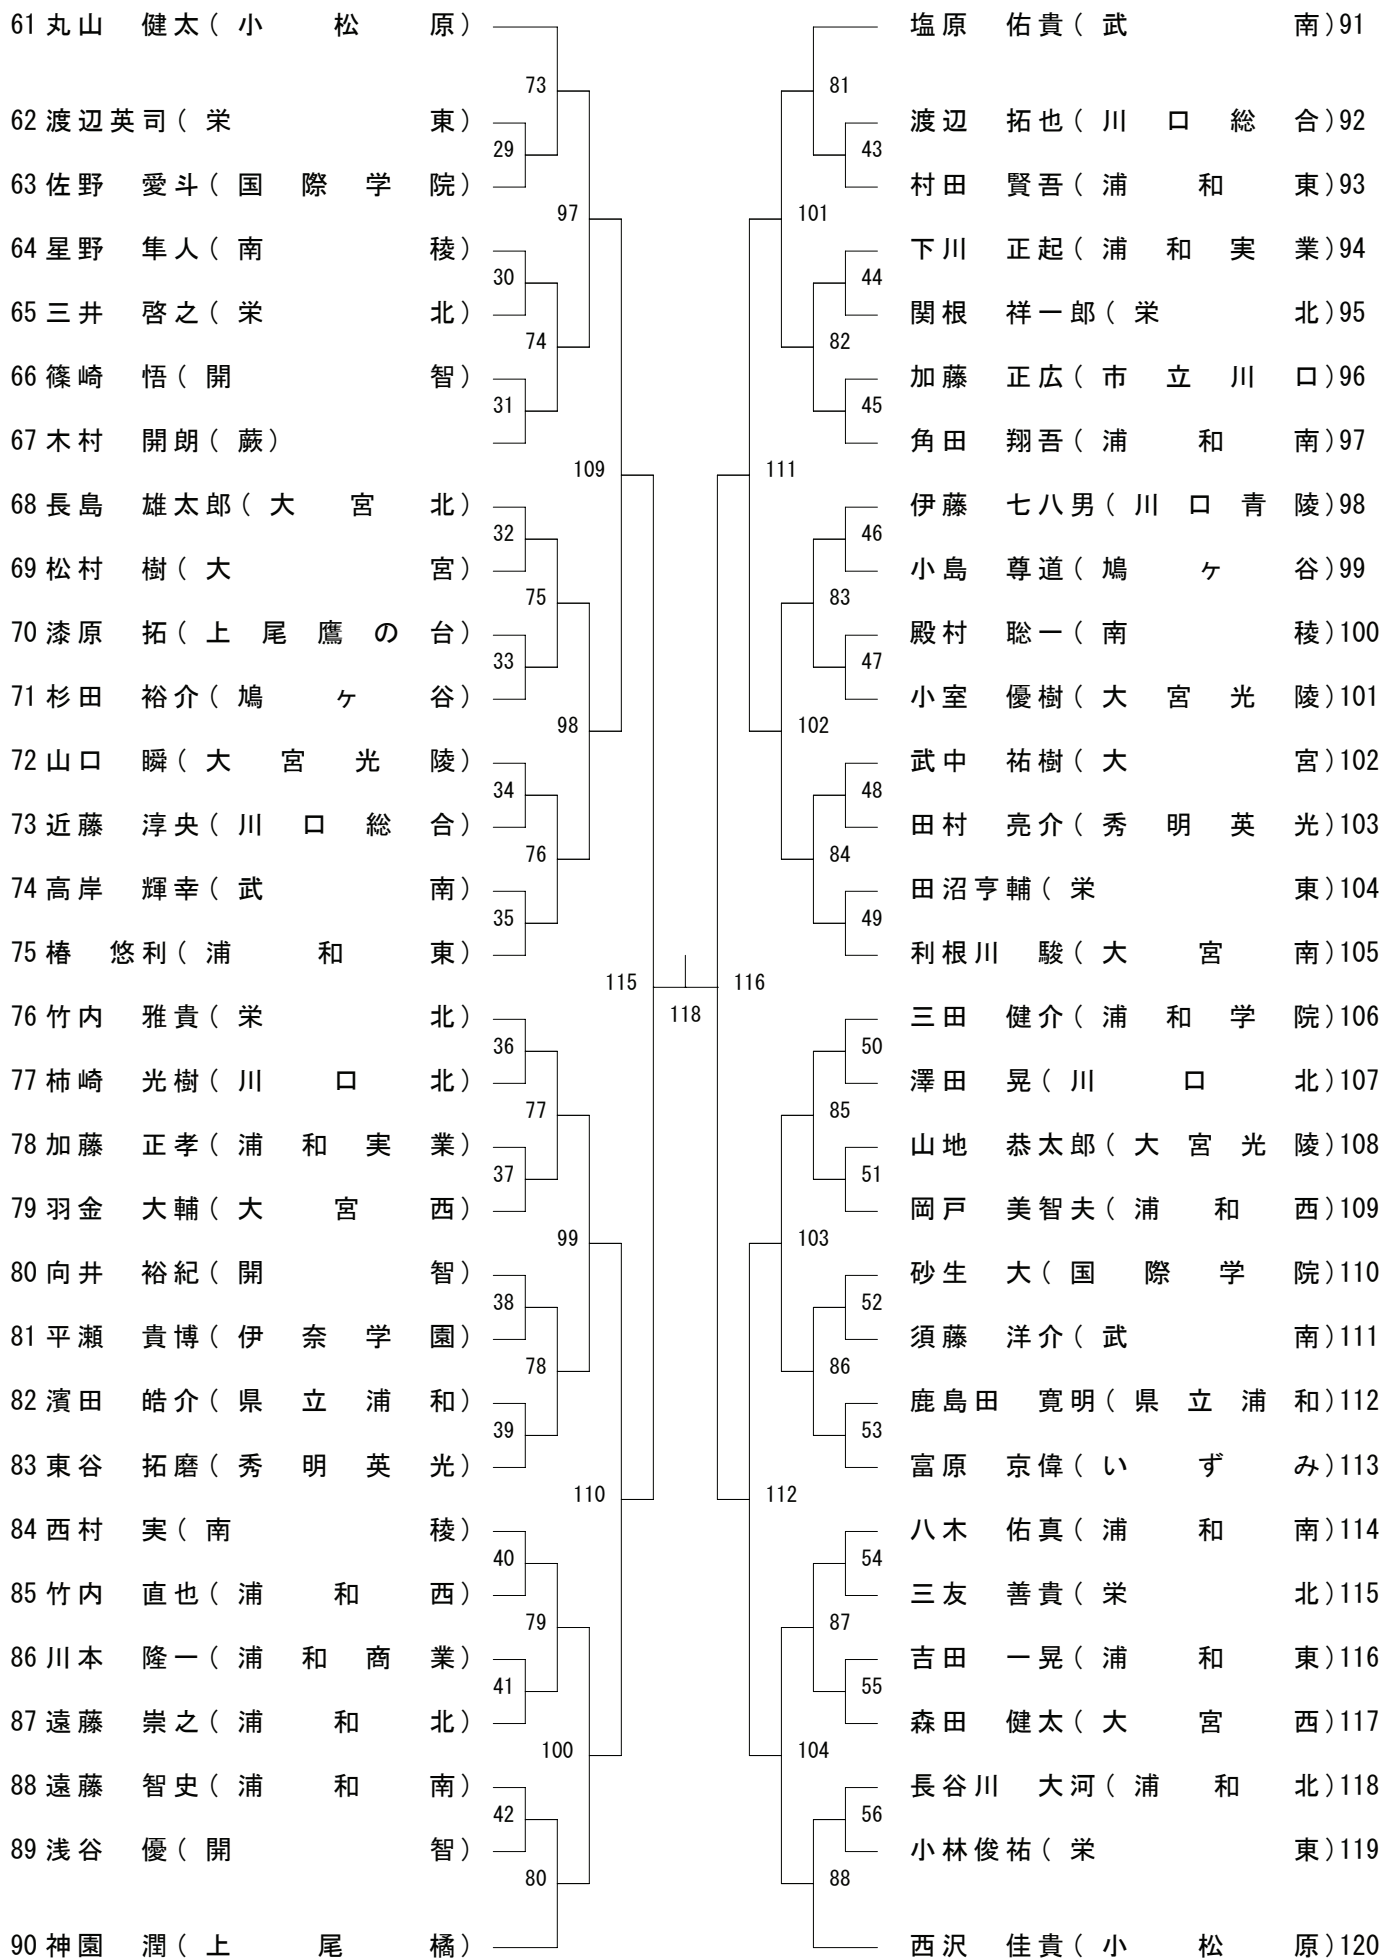 61 丸山 健太(小松原)
73
62 渡辺英司(栄東)
29
63 佐野 愛斗(国際学院)
97
64 星野 隼人(南稜)
30
65 三井 啓之(栄北)
74
66 篠崎 悟(開智)
31
67 木村 開朗(蕨)
109
68 長島 雄太郎(大宮北)
32
69 松村 樹(大宮)
75
70 漆原 拓(上尾鷹の台)
33
71 杉田 裕介(鳩ヶ谷)
98
72 山口 瞬(大宮光陵)
34
73 近藤 淳央(川口総合)
76
74 高岸 輝幸(武南)
35
75 椿 悠利(浦和東)
115
76 竹内 雅貴(栄北)
36
77 柿崎 光樹(川口北)
77
78 加藤 正孝(浦和実業)
37
79 羽金 大輔(大宮西)
99
80 向井 裕紀(開智)
38
81 平瀬 貴博(伊奈学園)
78
82 濱田 皓介(県立浦和)
39
83 東谷 拓磨(秀明英光)
110
84 西村 実(南稜)
40
85 竹内 直也(浦和西)
79
86 川本 隆一(浦和商業)
41
87 遠藤 崇之(浦和北)
100
88 遠藤 智史(浦和南)
42
89 浅谷 優(開智)
80
90 神園 潤(上尾橘)
118
塩原 佑貴(武南)91
81
渡辺 拓也(川口総合)92
43
村田 賢吾(浦和東)93
101
下川 正起(浦和実業)94
44
関根 祥一郎(栄北)95
82
加藤 正広(市立川口)96
45
角田 翔吾(浦和南)97
111
伊藤 七八男(川口青陵)98
46
小島 尊道(鳩ヶ谷)99
83
殿村 聡一(南稜)100
47
小室 優樹(大宮光陵)101
102
武中 祐樹(大宮)102
48
田村 亮介(秀明英光)103
84
田沼亨輔(栄東)104
49
利根川 駿(大宮南)105
116
三田 健介(浦和学院)106
50
澤田 晃(川口北)107
85
山地 恭太郎(大宮光陵)108
51
岡戸 美智夫(浦和西)109
103
砂生 大(国際学院)110
52
須藤 洋介(武南)111
86
鹿島田 寛明(県立浦和)112
53
富原 京偉(いずみ)113
112
八木 佑真(浦和南)114
54
三友 善貴(栄北)115
87
吉田 一晃(浦和東)116
55
森田 健太(大宮西)117
104
長谷川 大河(浦和北)118
56
小林俊祐(栄東)119
88
西沢 佳貴(小松原)120